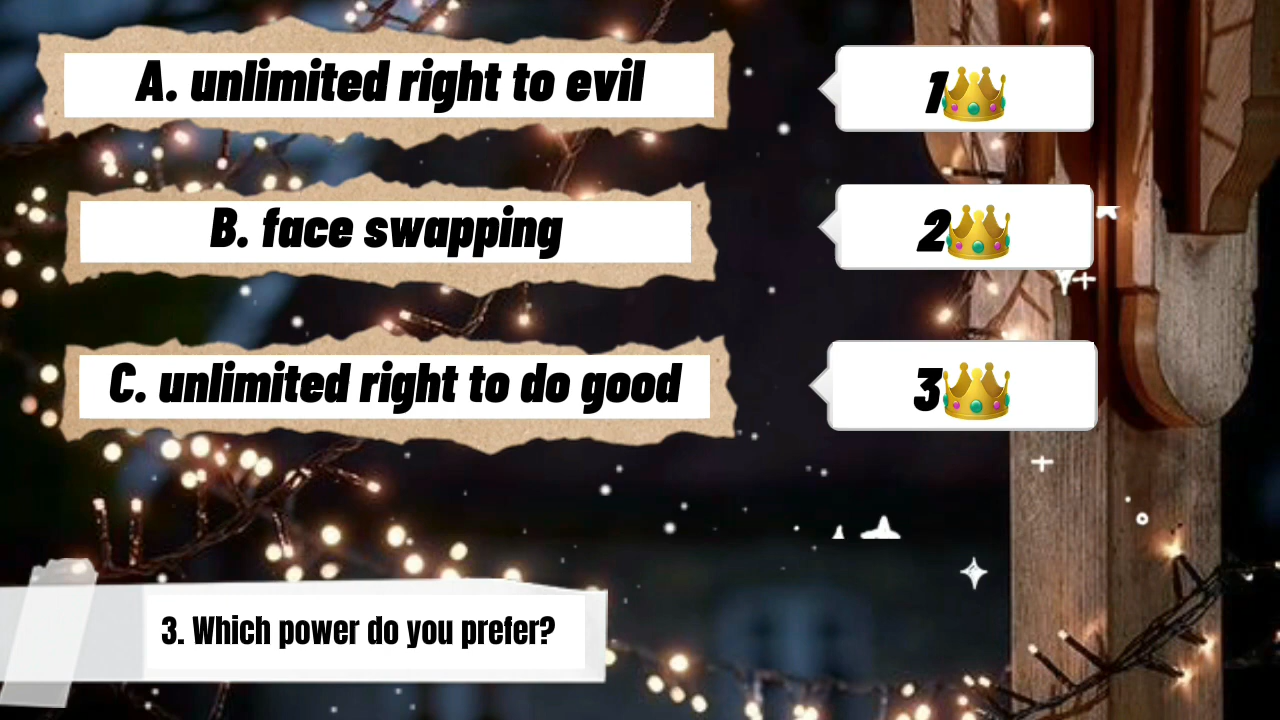 A. unlimited right to evil
1👑
B. face swapping
2👑
C. unlimited right to do good
3👑
3. Which power do you prefer?